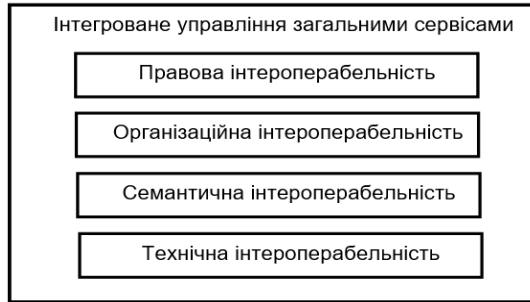 Інтегроване управління загальними сервісами
Правова інтероперабельність
Організаційна інтероперабельність
Семантична інтероперабельність
Технічна інтероперабельність